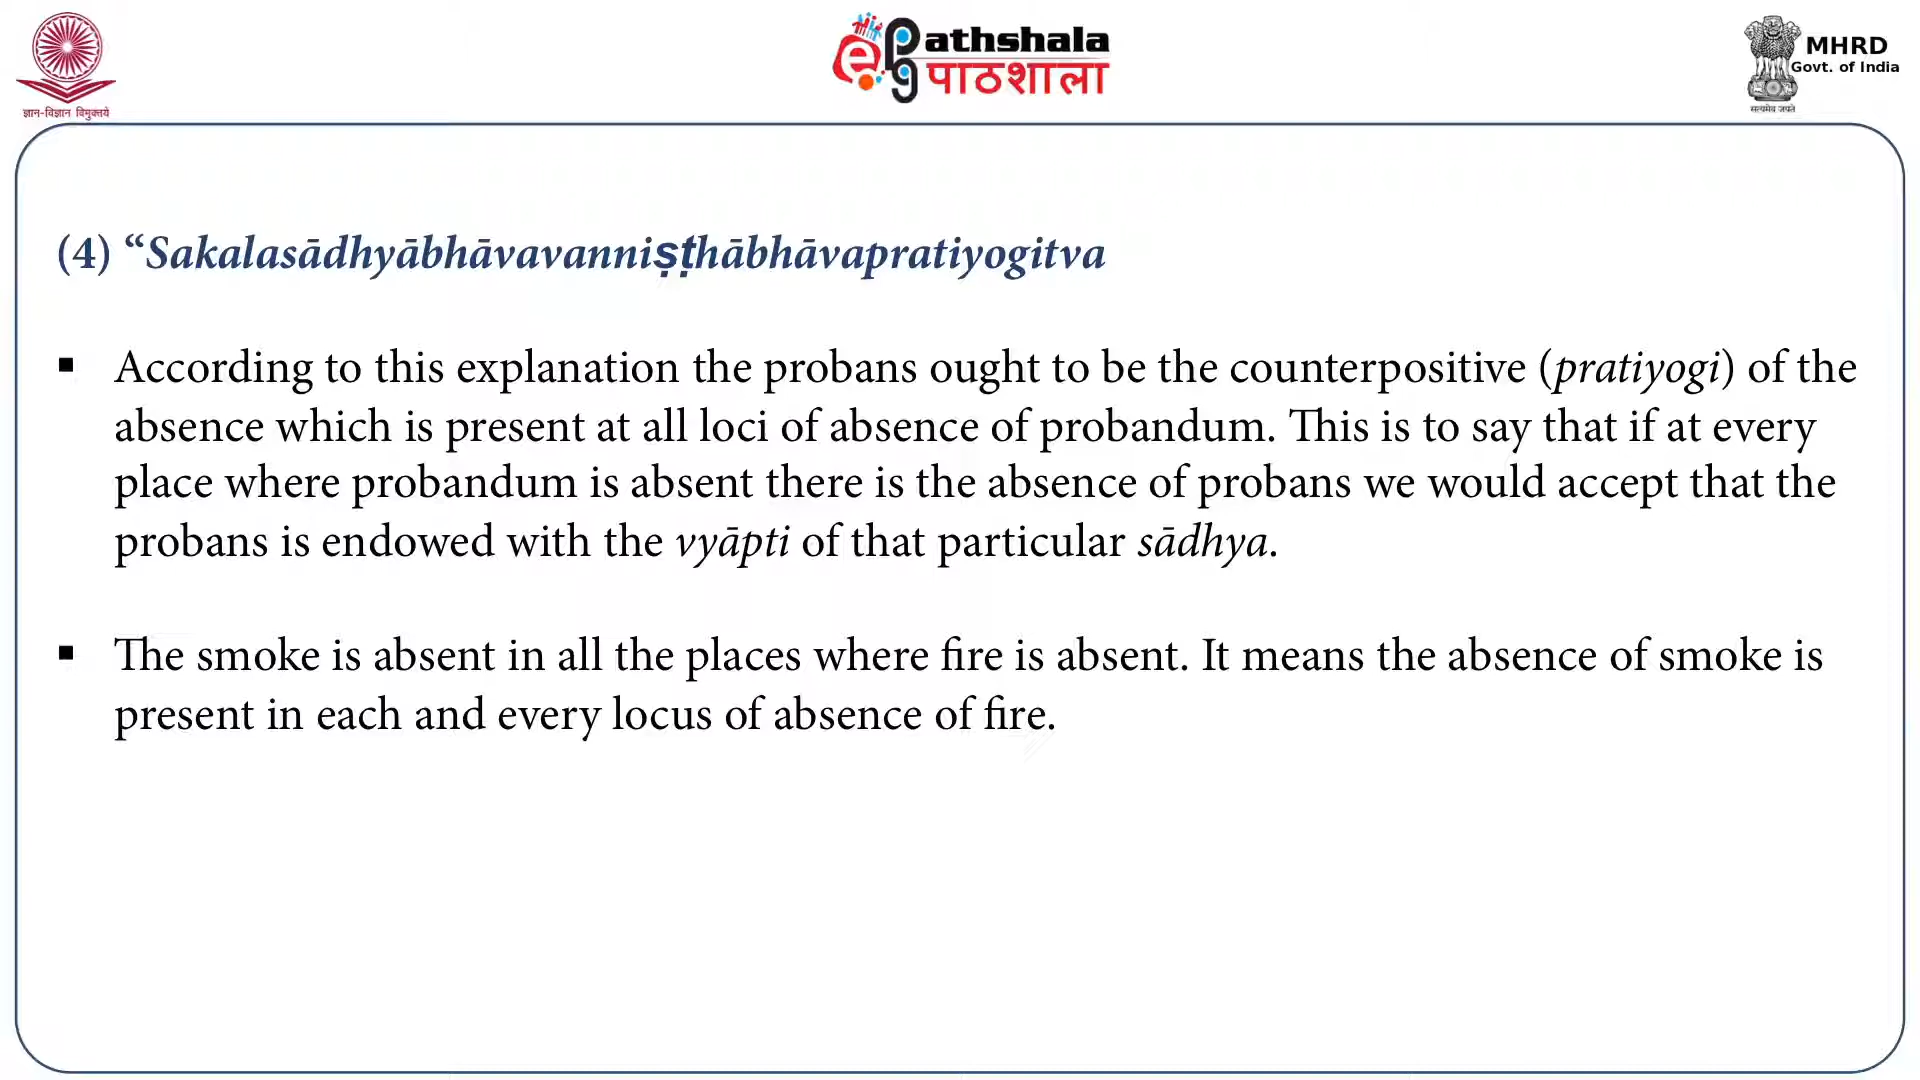 ज्ञान-विज्ञान विमुक्तये
e
pg
athshala
पाठशाला
MHRD
Govt. of India
सत्यमेव जयते
(4) “Sakalasādhyābhāvavanniṣṭhābhāvapratiyogitva
▪ According to this explanation the probans ought to be the counterpositive (pratiyogi) of the
absence which is present at all loci of absence of probandum. This is to say that if at every
place where probandum is absent there is the absence of probans we would accept that the
probans is endowed with the vyāpti of that particular sādhya.
▪ The smoke is absent in all the places where fire is absent. It means the absence of smoke is
present in each and every locus of absence of fire.